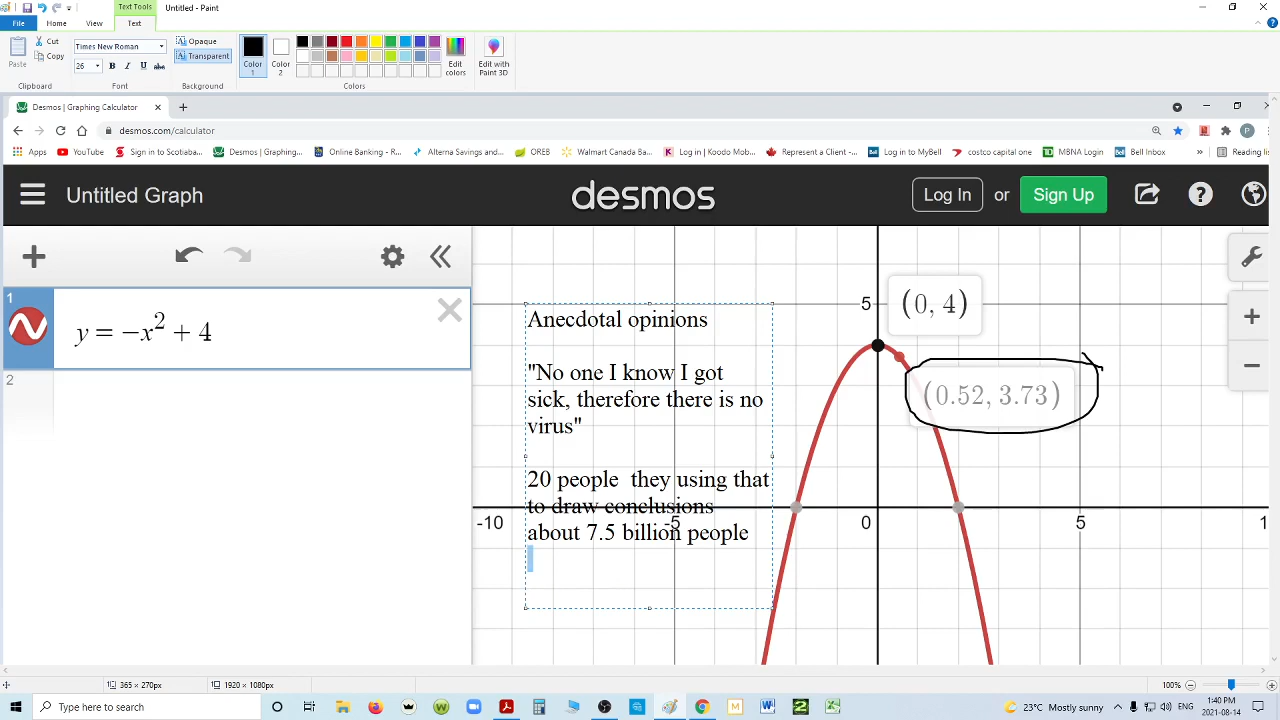 Text Tools
Untitled - Paint
File
Home
View
Text
Paste
Cut
Copy
Clipboard
Times New Roman
26
B I U abc
Font
Opaque
Transparent
Background
Color 1
Color 2
Colors
Edit colors
Edit with Paint 3D
Desmos | Graphing Calculator
desmos.com/calculator
Apps
YouTube
Sign in to Scotiaba...
Desmos | Graphing...
Online Banking - R...
Alterna Savings and...
OREB
Walmart Canada Ba...
Log in | Koodo Mob...
Represent a Client -...
Log in to MyBell
costco capital one
MBNA Login
Bell Inbox
»
Reading list
Untitled Graph
desmos
Log In
or
Sign Up
1
y = −x² + 4
2
Anecdotal opinions
"No one I know I got
sick, therefore there is no
virus"
20 people  they using that
to draw conclusions
about 7.5 billion people
5
(0, 4)
(0.52, 3.73)
-10
-5
0
5
1
365 × 270px
1920 × 1080px
100%
Type here to search
23°C Mostly sunny
ENG
1:40 PM
2021-08-14